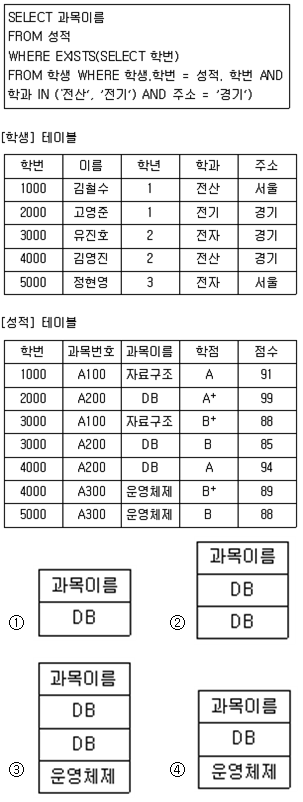 SELECT 과목이름
FROM 성적
WHERE EXISTS(SELECT 학번)
FROM 학생 WHERE 학생.학번 = 성적. 학번 AND
학과 IN ('전산', '전기') AND 주소 = '경기')
[학생] 테이블
학번 이름 학년 학과 주소
1000 김철수 1 전산 서울
2000 고영준 1 전기 경기
3000 유진호 2 전자 경기
4000 김영진 2 전산 경기
5000 정현영 3 전자 서울
[성적] 테이블
학번 과목번호 과목이름 학점 점수
1000 A100 자료구조 A 91
2000 A200 DB A+ 99
3000 A100 자료구조 B+ 88
3000 A200 DB B 85
4000 A200 DB A 94
4000 A300 운영체제 B+ 89
5000 A300 운영체제 B 88
① 과목이름
DB
② 과목이름
DB
DB
③ 과목이름
DB
DB
운영체제
④ 과목이름
DB
운영체제